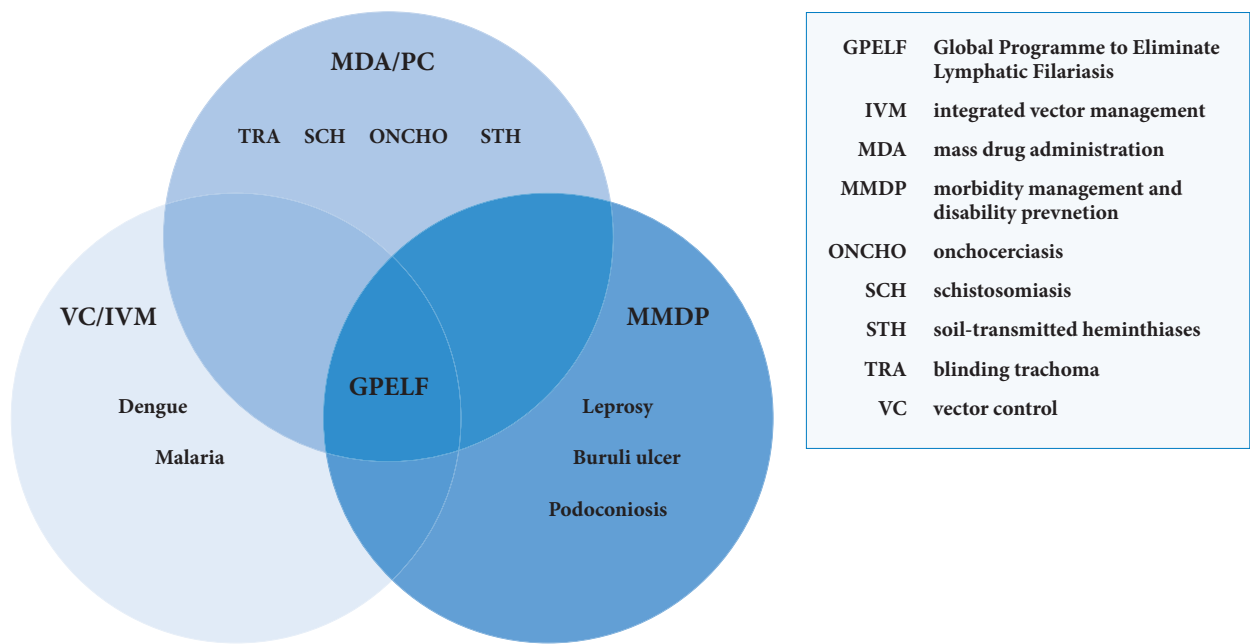 MDA/PC
TRA SCH ONCHO STH
VC/IVM
MMDP
GPELF
Dengue
Malaria
Leprosy
Buruli ulcer
Podoconiosis
GPELF Global Programme to Eliminate
Lymphatic Filariasis
IVM integrated vector management
MDA mass drug administration
MMDP morbidity management and
disability prevnetion
ONCHO onchocerciasis
SCH schistosomiasis
STH soil-transmitted heminthiases
TRA blinding trachoma
VC vector control